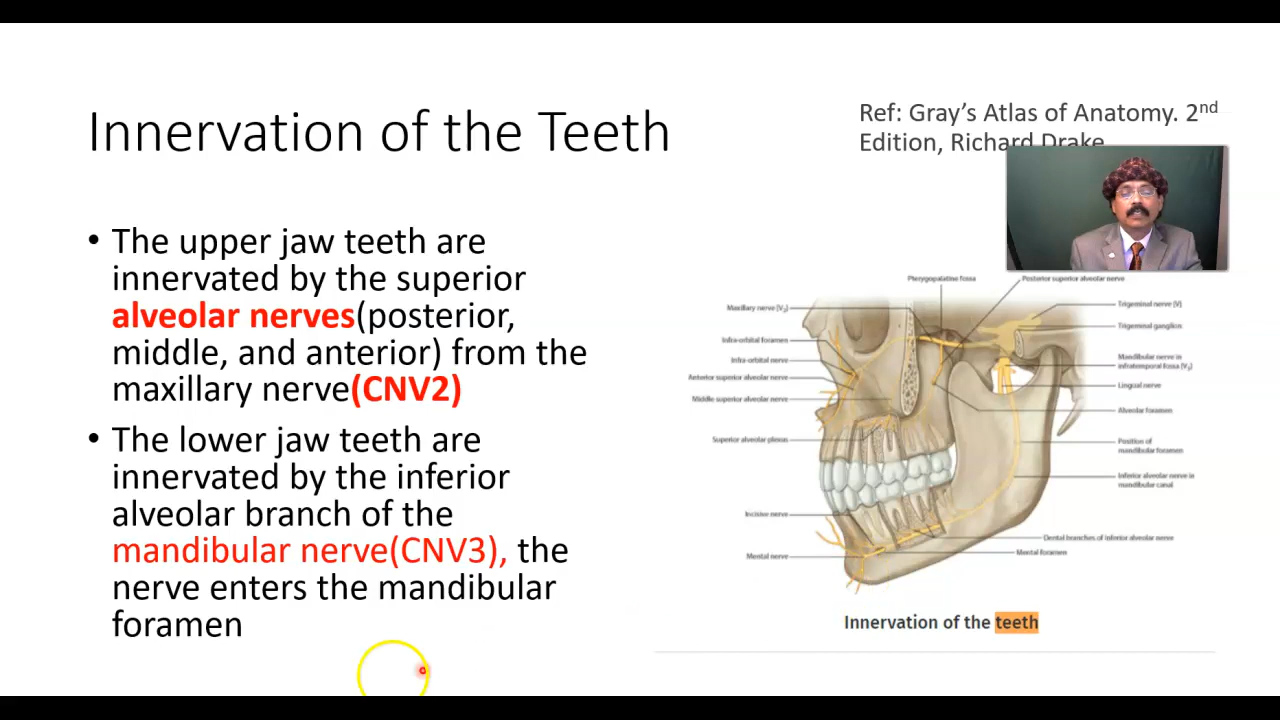 Innervation of the Teeth
Ref: Gray's Atlas of Anatomy. 2nd
Edition, Richard Drake
• The upper jaw teeth are
innervated by the superior
alveolar nerves(posterior,
middle, and anterior) from the
maxillary nerve(CNV2)
• The lower jaw teeth are
innervated by the inferior
alveolar branch of the
mandibular nerve(CNV3), the
nerve enters the mandibular
foramen
Pterygopalatine fossa
Posterior superior alveolar nerve
Maxillary nerve (V2)
Infra-orbital foramen
Infra-orbital nerve
Anterior superior alveolar nerve
Middle superior alveolar nerve
Superior alveolar plexus
Incisive nerve
Mental nerve
Trigeminal nerve (V)
Trigeminal ganglion
Mandibular nerve in
infratemporal fossa (V3)
Lingual nerve
Alveolar foramen
Position of
mandibular foramen
Inferior alveolar nerve in
mandibular canal
Dental branches of inferior alveolar nerve
Mental foramen
Innervation of the teeth